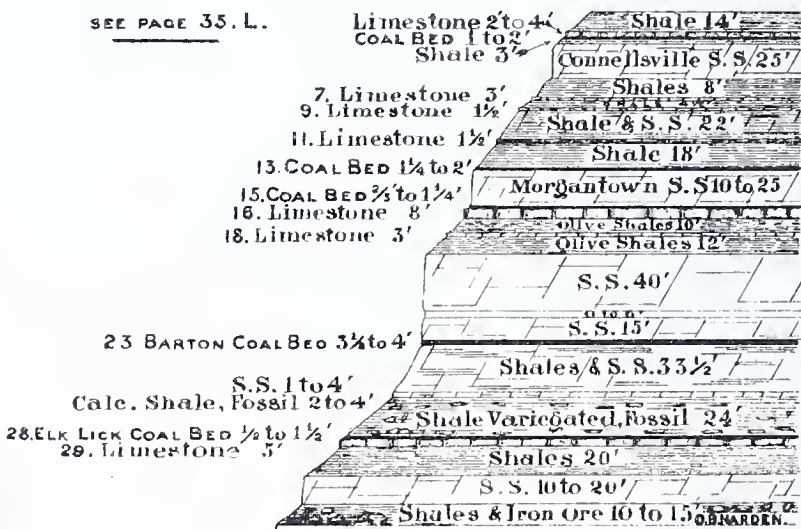 SEE PAGE 35. L.
Limestone 2' to 4'
COAL BED 1 to 2'
Shale 3'
Shale 14'
Connellsville S.S. 25'
Shales 8'
7. Limestone 3'
9. Limestone 1½'
Shale & S.S. 22'
11. Limestone 1½'
Shale 18'
13. COAL BED 1¼ to 2'
Morgantown S.S 10 to 25
15. COAL BED ⅔' to 1¼'
16. Limestone 8'
Olive Shales 10'
18. Limestone 3'
Olive Shales 12'
S.S. 40'
S.S. 15'
23 BARTON COAL BED 3⅙ to 4'
Shales & S.S. 33½'
S.S. 1 to 4'
Calc. Shale, Fossil 2 to 4'
Shale Variegated, Fossil 24'
28. ELK LICK COAL BED ½ to 1½'
29. Limestone 5'
Shales 20'
S.S. 10 to 20'
Shales & Iron Ore 10 to 15'
O.B. HARDEN.